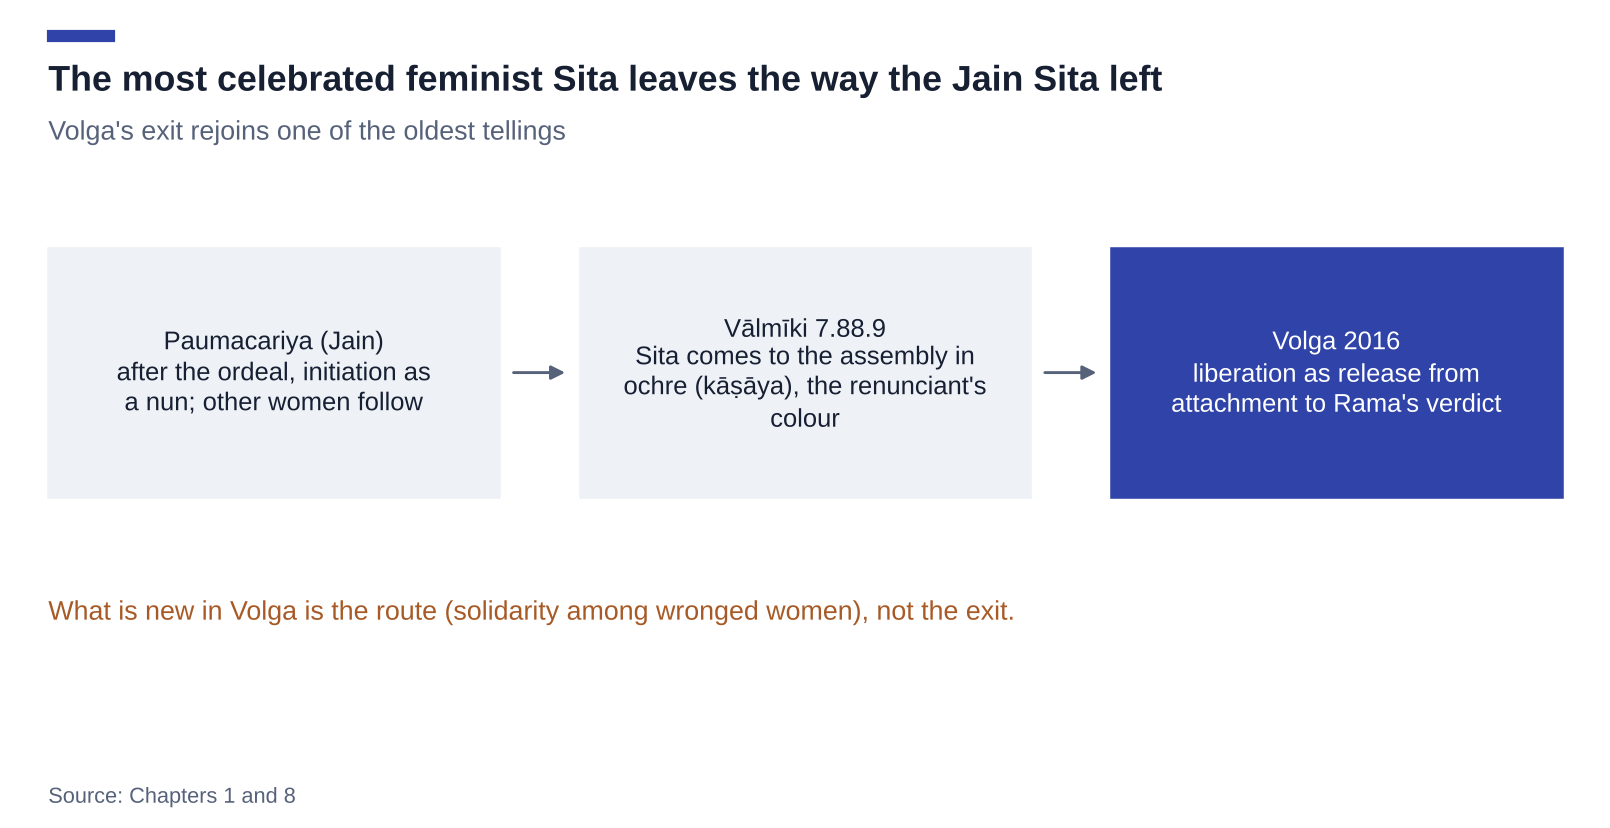 The most celebrated feminist Sita leaves the way the Jain Sita left
Volga's exit rejoins one of the oldest tellings
Paumacariya (Jain)
after the ordeal, initiation as
a nun; other women follow
Vālmīki 7.88.9
Sita comes to the assembly in
ochre (kāṣāya), the renunciant's
colour
Volga 2016
liberation as release from
attachment to Rama's verdict
What is new in Volga is the route (solidarity among wronged women), not the exit.
Source: Chapters 1 and 8